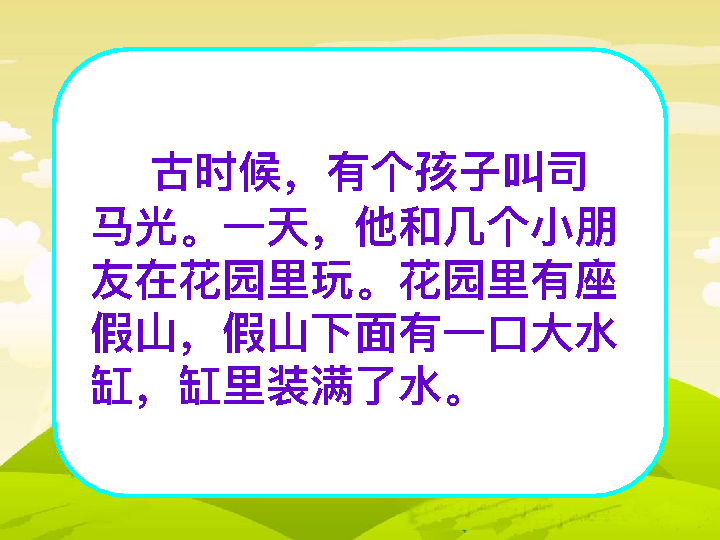 古时候，有个孩子叫司
马光。一天，他和几个小朋
友在花园里玩。花园里有座
假山，假山下面有一口大水
缸，缸里装满了水。